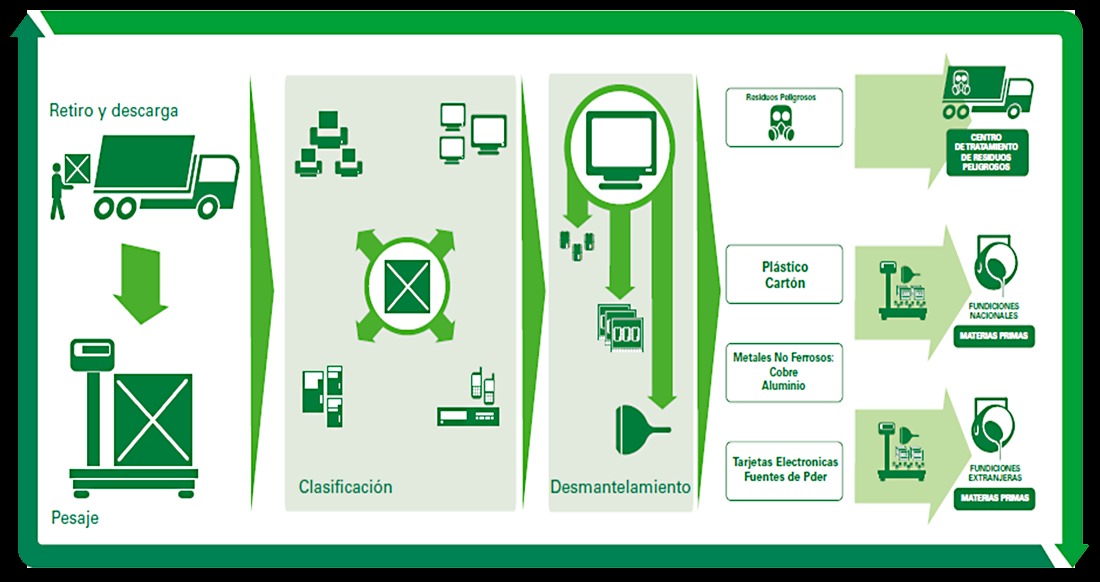 Retiro y descarga
Pesaje
Clasificación
Desmantelamiento
Residuos Peligrosos
Plástico
Cartón
Metales No Ferrosos:
Cobre
Aluminio
Tarjetas Electronicas
Fuentes de Pder
CENTRO
DE TRATAMIENTO
DE RESIDUOS
PELIGROSOS
FUNDICIONES
NACIONALES
MATERIAS PRIMAS
FUNDICIONES
EXTRANJERAS
MATERIAS PRIMAS